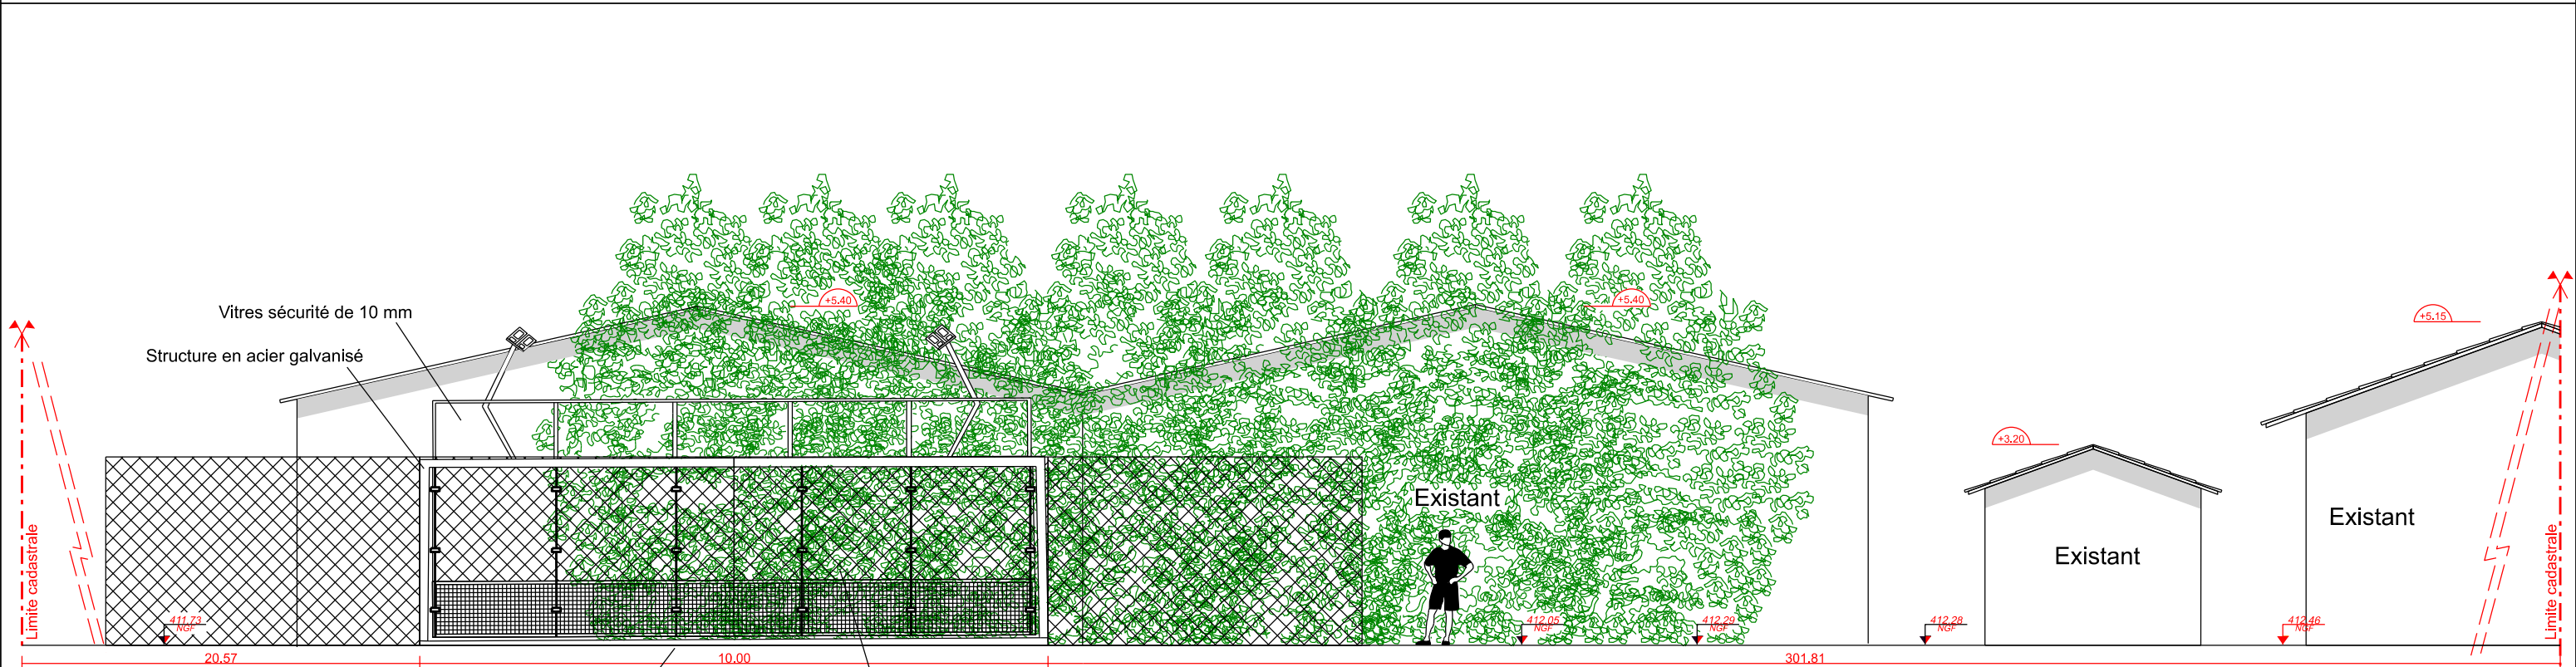 +5.40
+5.40
+5.15
Vitres sécurité de 10 mm
Structure en acier galvanisé
+3.20
Existant
Existant
Existant
Limite cadastrale
Limite cadastrale
411.73
NGF
412.05
NGF
412.29
NGF
412.28
NGF
412.46
NGF
20.57
10.00
301.81